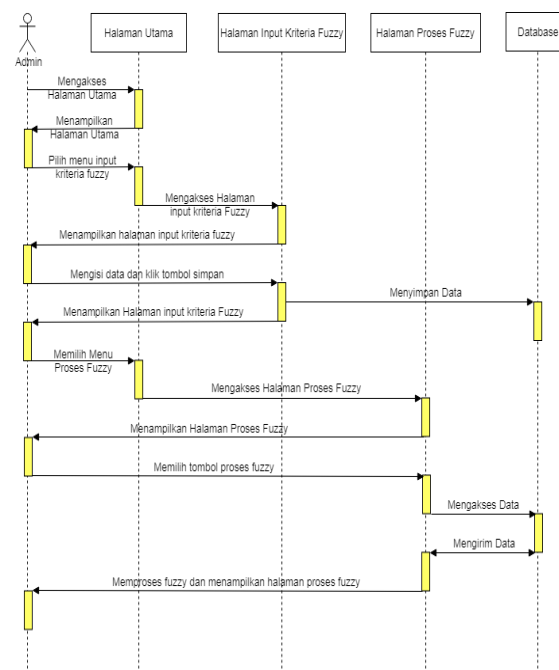 Halaman Utama
Halaman Input Kriteria Fuzzy
Halaman Proses Fuzzy
Database
Admin
Mengakses
Halaman Utama
Menampilkan
Halaman Utama
Pilih menu input
kriteria fuzzy
Mengakses Halaman
input kriteria Fuzzy
Menampilkan halaman input kriteria fuzzy
Mengisi data dan klik tombol simpan
Menyimpan Data
Menampilkan Halaman input kriteria Fuzzy
Memilih Menu
Proses Fuzzy
Mengakses Halaman Proses Fuzzy
Menampilkan Halaman Proses Fuzzy
Memilih tombol proses fuzzy
Mengakses Data
Mengirim Data
Memproses fuzzy dan menampilkan halaman proses fuzzy